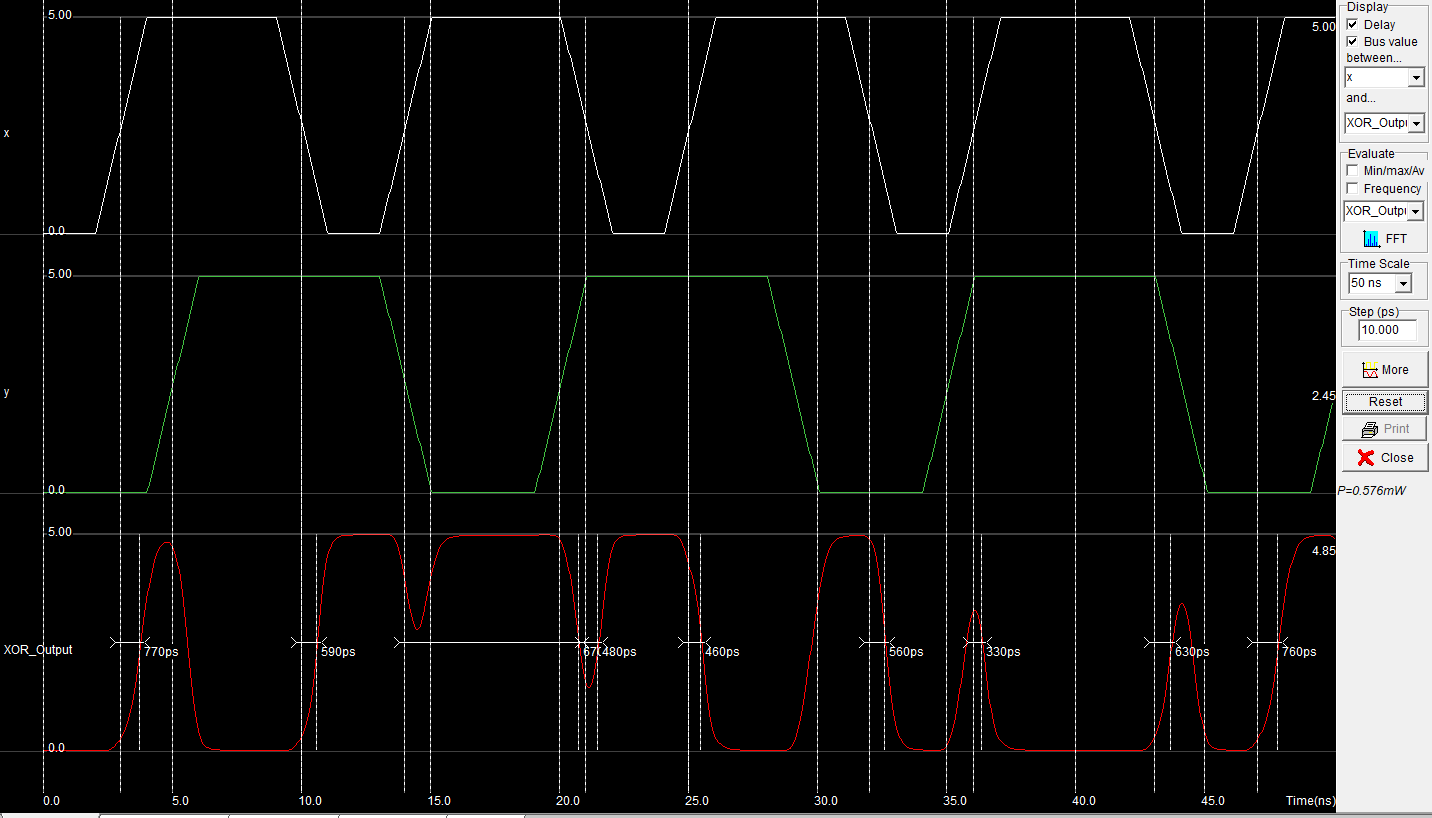 5.00
5.00
x
0.0
5.00
y
2.45
0.0
5.00
4.85
XOR_Output
770ps
590ps
480ps
460ps
560ps
330ps
630ps
760ps
0.0
0.0 5.0 10.0 15.0 20.0 25.0 30.0 35.0 40.0 45.0 Time(ns)
Display
Delay
Bus value
between...
x
and...
XOR_Outpu
Evaluate
Min/max/Av
Frequency
XOR_Outpu
FFT
Time Scale
50 ns
Step (ps)
10.000
More
Reset
Print
Close
P=0.576mW